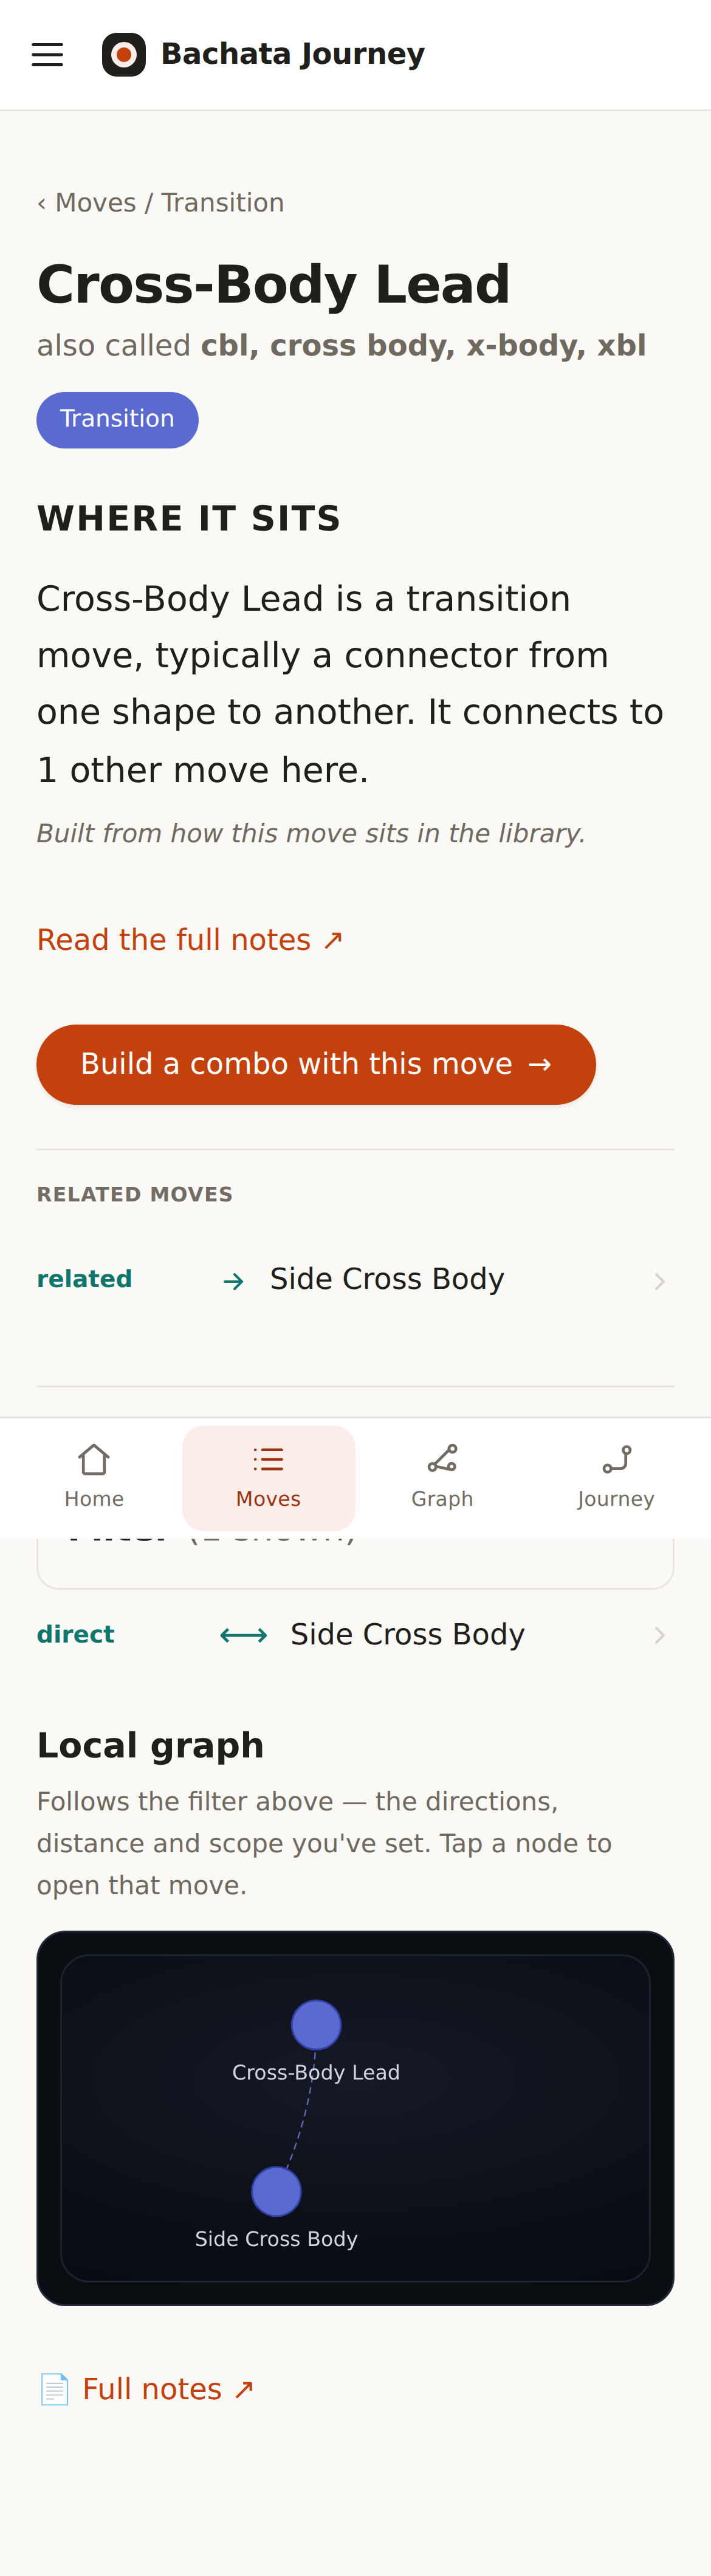 Bachata Journey
‹ Moves / Transition
Cross-Body Lead
also called cbl, cross body, x-body, xbl
Transition
WHERE IT SITS
Cross-Body Lead is a transition
move, typically a connector from
one shape to another. It connects to
1 other move here.
Built from how this move sits in the library.
Read the full notes ↗
Build a combo with this move →
RELATED MOVES
related → Side Cross Body ›
Home Moves Graph Journey
direct ⟷ Side Cross Body ›
Local graph
Follows the filter above — the directions,
distance and scope you've set. Tap a node to
open that move.
Cross-Body Lead
Side Cross Body
Full notes ↗